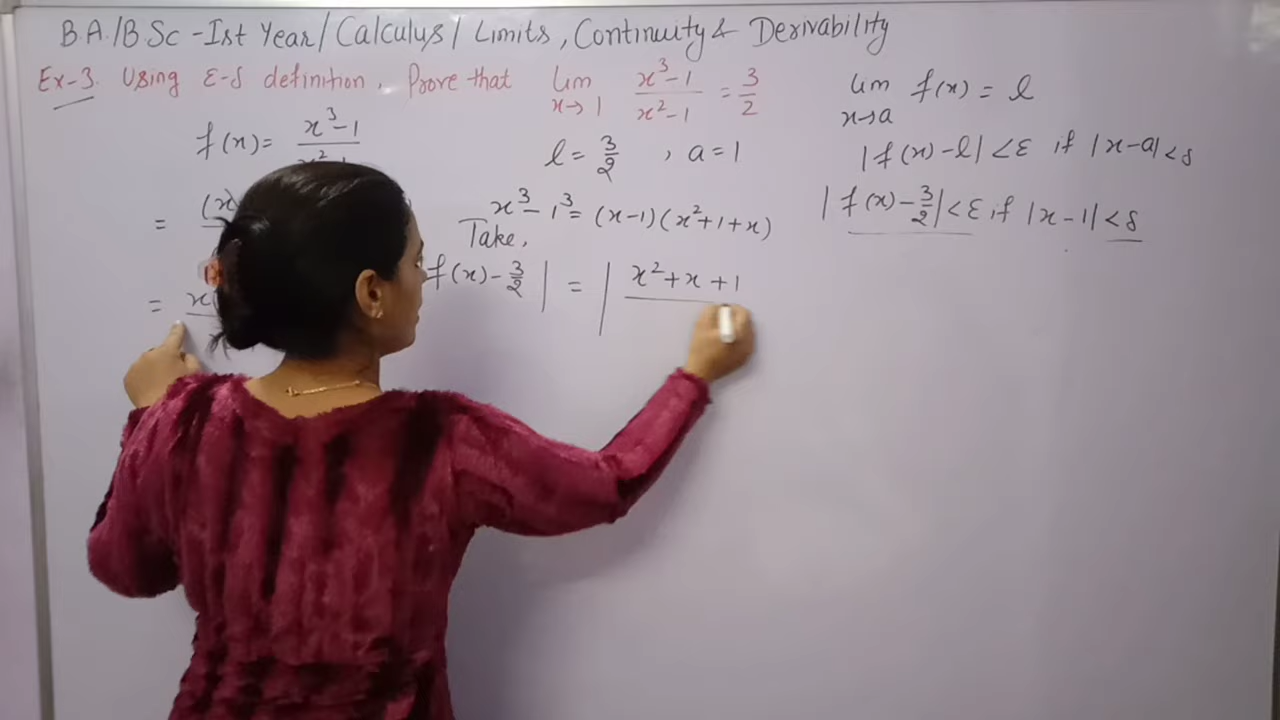 B.A./B.Sc - Ist Year/ Calculus/ Limits, Continuity & Derivability
Ex-3. Using ε-δ definition, Prove that lim x→1 (x³-1)/(x²-1) = 3/2
lim x→a f(x) = l
f(x) = x³-1
l = 3/2 , a = 1
|f(x) - l| < ε if |x-a| < δ
= (x
x³ - 1³ = (x-1)(x²+1+x)
|f(x) - 3/2| < ε if |x-1| < δ
Take,
= x
f(x) - 3/2 | = | x²+x+1